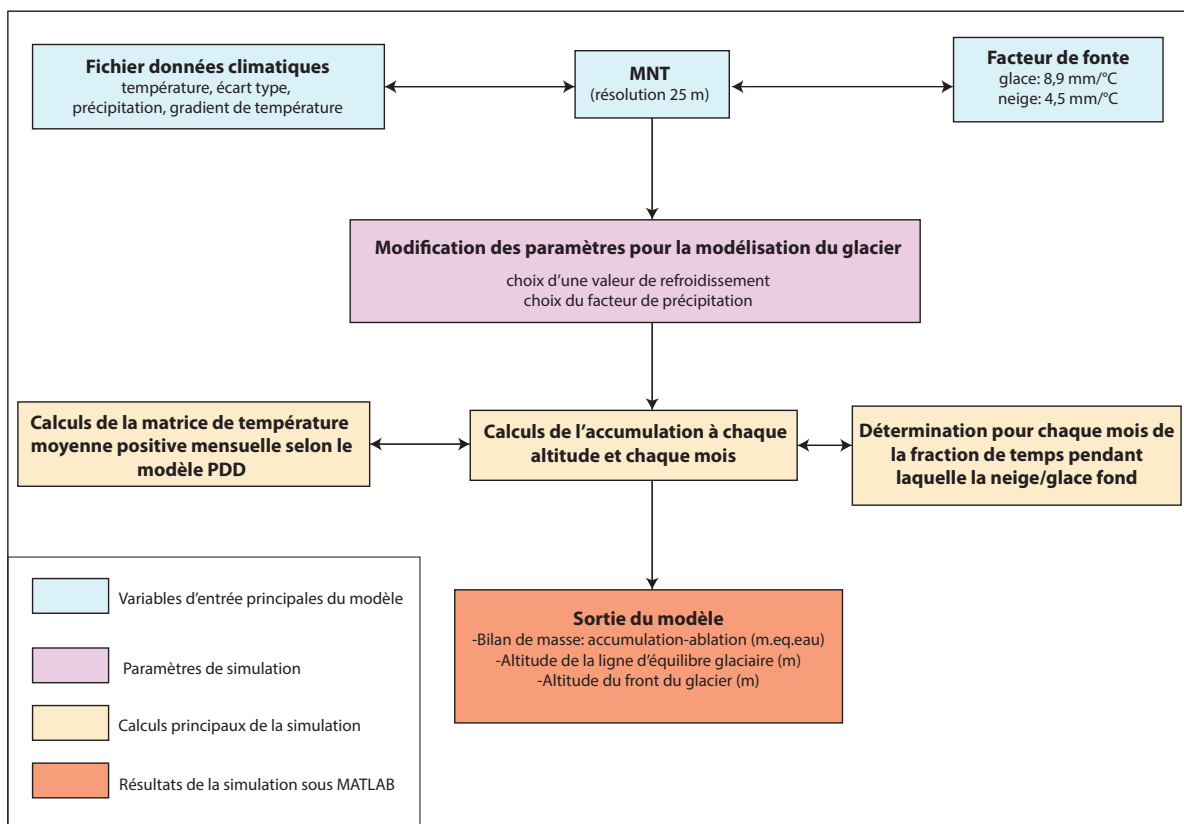 Fichier données climatiques
température, écart type,
précipitation, gradient de température
MNT
(résolution 25 m)
Facteur de fonte
glace: 8,9 mm/°C
neige: 4,5 mm/°C
Modification des paramètres pour la modélisation du glacier
choix d'une valeur de refroidissement
choix du facteur de précipitation
Calculs de la matrice de température
moyenne positive mensuelle selon le
modèle PDD
Calculs de l'accumulation à chaque
altitude et chaque mois
Détermination pour chaque mois de
la fraction de temps pendant
laquelle la neige/glace fond
Sortie du modèle
-Bilan de masse: accumulation-ablation (m.eq.eau)
-Altitude de la ligne d'équilibre glaciaire (m)
-Altitude du front du glacier (m)
Variables d'entrée principales du modèle
Paramètres de simulation
Calculs principaux de la simulation
Résultats de la simulation sous MATLAB